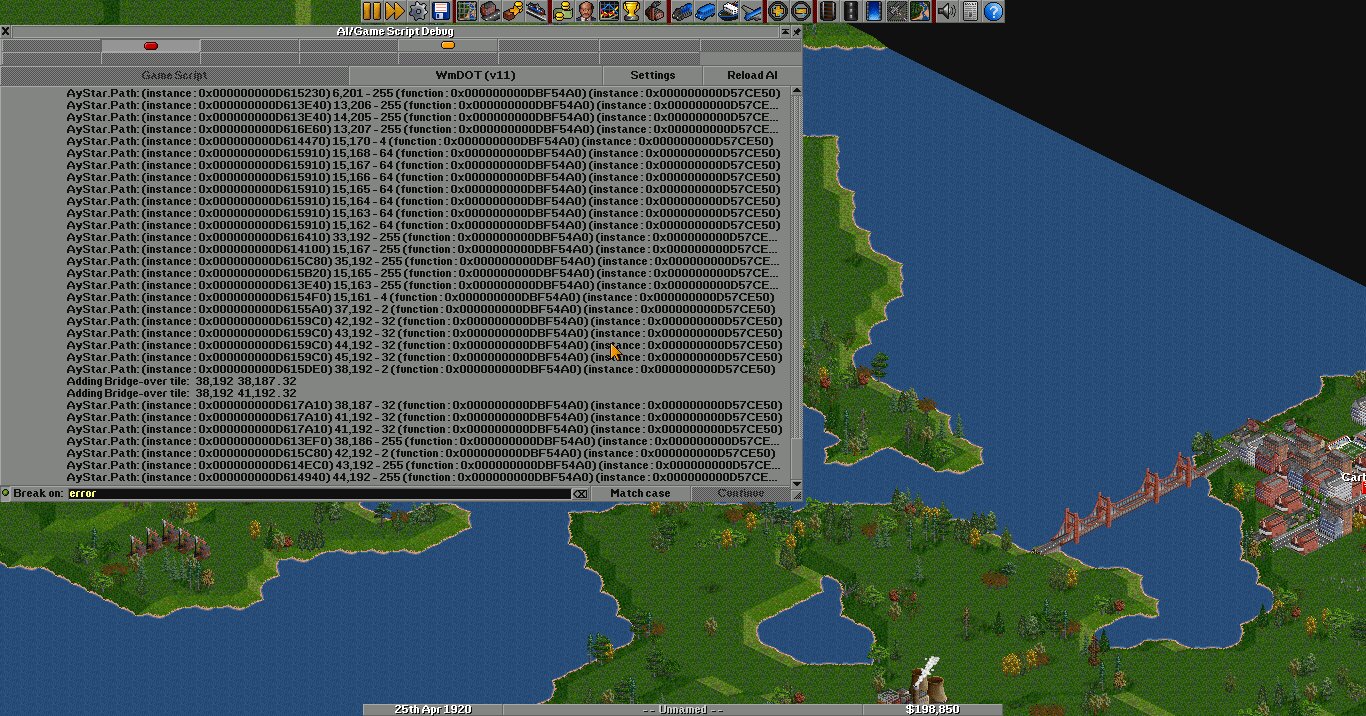 AI/Game Script Debug
Game Script WmDOT (v11) Settings Reload AI
AyStar.Path: (instance : 0x000000000D615230) 6,201 - 255 (function : 0x000000000DBF54A0) (instance : 0x000000000D57CE50)
AyStar.Path: (instance : 0x000000000D613E40) 13,206 - 255 (function : 0x000000000DBF54A0) (instance : 0x000000000D57CE...
AyStar.Path: (instance : 0x000000000D613E40) 14,205 - 255 (function : 0x000000000DBF54A0) (instance : 0x000000000D57CE...
AyStar.Path: (instance : 0x000000000D616E60) 13,207 - 255 (function : 0x000000000DBF54A0) (instance : 0x000000000D57CE...
AyStar.Path: (instance : 0x000000000D614470) 15,170 - 4 (function : 0x000000000DBF54A0) (instance : 0x000000000D57CE50)
AyStar.Path: (instance : 0x000000000D615910) 15,168 - 64 (function : 0x000000000DBF54A0) (instance : 0x000000000D57CE50)
AyStar.Path: (instance : 0x000000000D615910) 15,167 - 64 (function : 0x000000000DBF54A0) (instance : 0x000000000D57CE50)
AyStar.Path: (instance : 0x000000000D615910) 15,166 - 64 (function : 0x000000000DBF54A0) (instance : 0x000000000D57CE50)
AyStar.Path: (instance : 0x000000000D615910) 15,165 - 64 (function : 0x000000000DBF54A0) (instance : 0x000000000D57CE50)
AyStar.Path: (instance : 0x000000000D615910) 15,164 - 64 (function : 0x000000000DBF54A0) (instance : 0x000000000D57CE50)
AyStar.Path: (instance : 0x000000000D615910) 15,163 - 64 (function : 0x000000000DBF54A0) (instance : 0x000000000D57CE50)
AyStar.Path: (instance : 0x000000000D615910) 15,162 - 64 (function : 0x000000000DBF54A0) (instance : 0x000000000D57CE50)
AyStar.Path: (instance : 0x000000000D616410) 33,192 - 255 (function : 0x000000000DBF54A0) (instance : 0x000000000D57CE...
AyStar.Path: (instance : 0x000000000D614100) 15,167 - 255 (function : 0x000000000DBF54A0) (instance : 0x000000000D57CE...
AyStar.Path: (instance : 0x000000000D615C80) 35,192 - 255 (function : 0x000000000DBF54A0) (instance : 0x000000000D57CE...
AyStar.Path: (instance : 0x000000000D615B20) 15,165 - 255 (function : 0x000000000DBF54A0) (instance : 0x000000000D57CE...
AyStar.Path: (instance : 0x000000000D613E40) 15,163 - 255 (function : 0x000000000DBF54A0) (instance : 0x000000000D57CE...
AyStar.Path: (instance : 0x000000000D6154F0) 15,161 - 4 (function : 0x000000000DBF54A0) (instance : 0x000000000D57CE50)
AyStar.Path: (instance : 0x000000000D6155A0) 37,192 - 2 (function : 0x000000000DBF54A0) (instance : 0x000000000D57CE50)
AyStar.Path: (instance : 0x000000000D6159C0) 42,192 - 32 (function : 0x000000000DBF54A0) (instance : 0x000000000D57CE50)
AyStar.Path: (instance : 0x000000000D6159C0) 43,192 - 32 (function : 0x000000000DBF54A0) (instance : 0x000000000D57CE50)
AyStar.Path: (instance : 0x000000000D6159C0) 44,192 - 32 (function : 0x000000000DBF54A0) (instance : 0x000000000D57CE50)
AyStar.Path: (instance : 0x000000000D6159C0) 45,192 - 32 (function : 0x000000000DBF54A0) (instance : 0x000000000D57CE50)
AyStar.Path: (instance : 0x000000000D615DE0) 38,192 - 2 (function : 0x000000000DBF54A0) (instance : 0x000000000D57CE50)
Adding Bridge-over tile: 38,192 38,187 . 32
Adding Bridge-over tile: 38,192 41,192 . 32
AyStar.Path: (instance : 0x000000000D617A10) 38,187 - 32 (function : 0x000000000DBF54A0) (instance : 0x000000000D57CE50)
AyStar.Path: (instance : 0x000000000D617A10) 41,192 - 32 (function : 0x000000000DBF54A0) (instance : 0x000000000D57CE50)
AyStar.Path: (instance : 0x000000000D617A10) 41,192 - 32 (function : 0x000000000DBF54A0) (instance : 0x000000000D57CE50)
AyStar.Path: (instance : 0x000000000D613EF0) 38,186 - 255 (function : 0x000000000DBF54A0) (instance : 0x000000000D57CE...
AyStar.Path: (instance : 0x000000000D615C80) 42,192 - 2 (function : 0x000000000DBF54A0) (instance : 0x000000000D57CE50)
AyStar.Path: (instance : 0x000000000D614EC0) 43,192 - 255 (function : 0x000000000DBF54A0) (instance : 0x000000000D57CE...
AyStar.Path: (instance : 0x000000000D614940) 44,192 - 255 (function : 0x000000000DBF54A0) (instance : 0x000000000D57CE...
Break on: error Match case Continue
Cart
25th Apr 1920 - - Unnamed - - $198,850